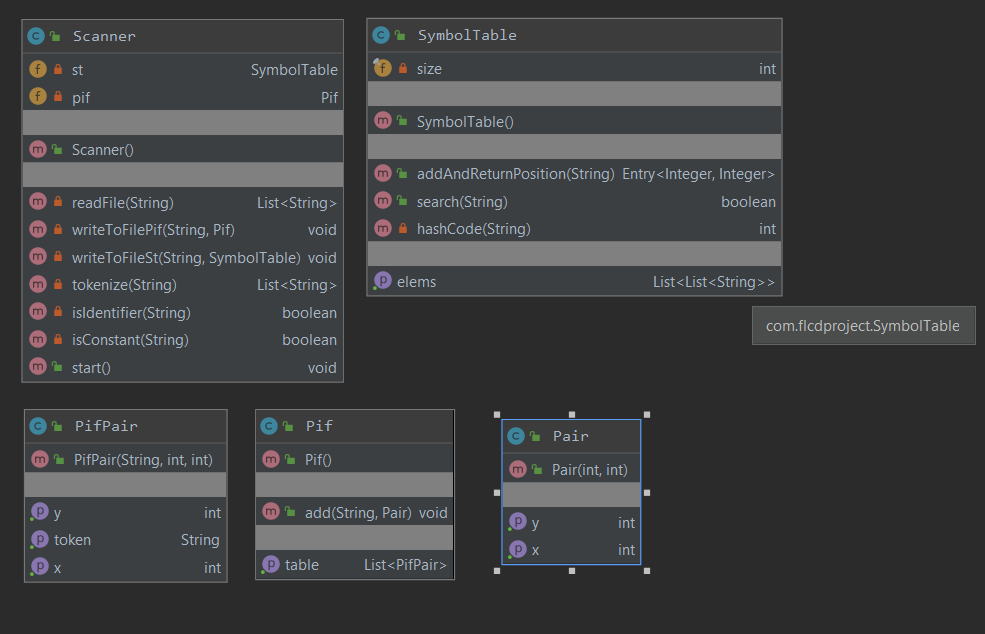 Scanner
st SymbolTable
pif Pif
Scanner()
readFile(String) List<String>
writeToFilePif(String, Pif) void
writeToFileSt(String, SymbolTable) void
tokenize(String) List<String>
isIdentifier(String) boolean
isConstant(String) boolean
start() void
SymbolTable
size int
SymbolTable()
addAndReturnPosition(String) Entry<Integer, Integer>
search(String) boolean
hashCode(String) int
elems List<List<String>>
com.flcdproject.SymbolTable
PifPair
PifPair(String, int, int)
y int
token String
x int
Pif
Pif()
add(String, Pair) void
table List<PifPair>
Pair
Pair(int, int)
y int
x int